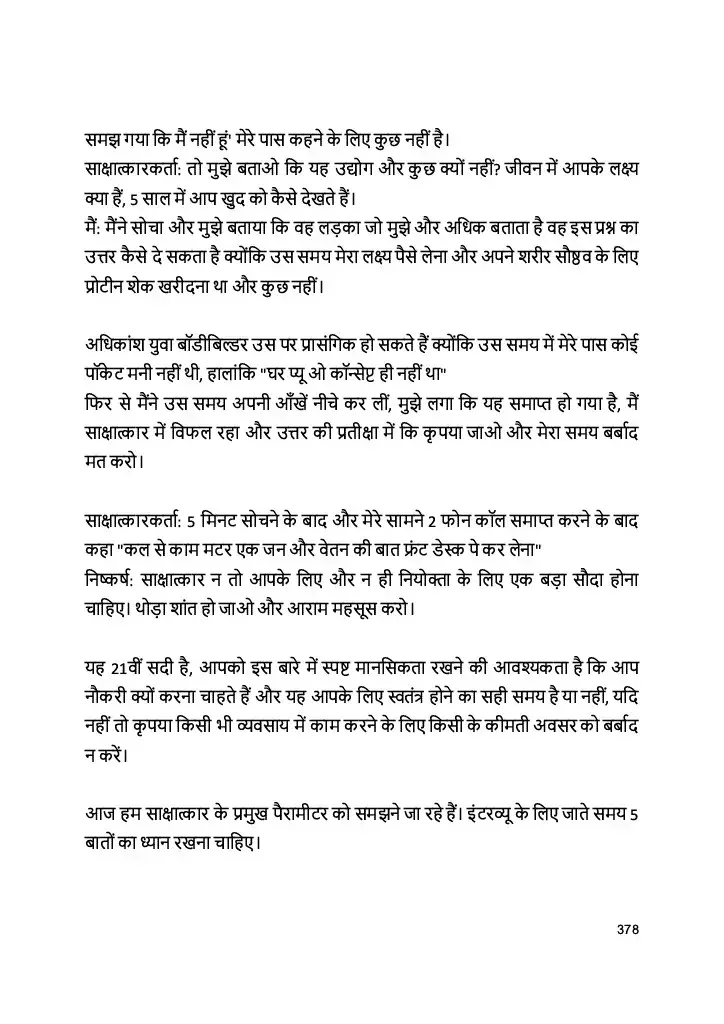 समझ गया कि मैं नहीं हूं' मेरे पास कहने के लिए कुछ नहीं है।
साक्षात्कारकर्ता: तो मुझे बताओ कि यह उद्योग और कुछ क्यों नहीं? जीवन में आपके लक्ष्य
क्या हैं, 5 साल में आप खुद को कैसे देखते हैं।
मैं: मैंने सोचा और मुझे बताया कि वह लड़का जो मुझे और अधिक बताता है वह इस प्रश्न का
उत्तर कैसे दे सकता है क्योंकि उस समय मेरा लक्ष्य पैसे लेना और अपने शरीर सौष्ठव के लिए
प्रोटीन शेक खरीदना था और कुछ नहीं।
अधिकांश युवा बॉडीबिल्डर उस पर प्रासंगिक हो सकते हैं क्योंकि उस समय में मेरे पास कोई
पॉकेट मनी नहीं थी, हालांकि "घर प्यू ओ कॉन्सेप्ट ही नहीं था"
फिर से मैंने उस समय अपनी आँखें नीचे कर लीं, मुझे लगा कि यह समाप्त हो गया है, मैं
साक्षात्कार में विफल रहा और उत्तर की प्रतीक्षा में कि कृपया जाओ और मेरा समय बर्बाद
मत करो।
साक्षात्कारकर्ता: 5 मिनट सोचने के बाद और मेरे सामने 2 फोन कॉल समाप्त करने के बाद
कहा "कल से काम मटर एक जन और वेतन की बात फ्रंट डेस्क पे कर लेना"
निष्कर्ष: साक्षात्कार न तो आपके लिए और न ही नियोक्ता के लिए एक बड़ा सौदा होना
चाहिए। थोड़ा शांत हो जाओ और आराम महसूस करो।
यह 21वीं सदी है, आपको इस बारे में स्पष्ट मानसिकता रखने की आवश्यकता है कि आप
नौकरी क्यों करना चाहते हैं और यह आपके लिए स्वतंत्र होने का सही समय है या नहीं, यदि
नहीं तो कृपया किसी भी व्यवसाय में काम करने के लिए किसी के कीमती अवसर को बर्बाद
न करें।
आज हम साक्षात्कार के प्रमुख पैरामीटर को समझने जा रहे हैं। इंटरव्यू के लिए जाते समय 5
बातों का ध्यान रखना चाहिए।
378